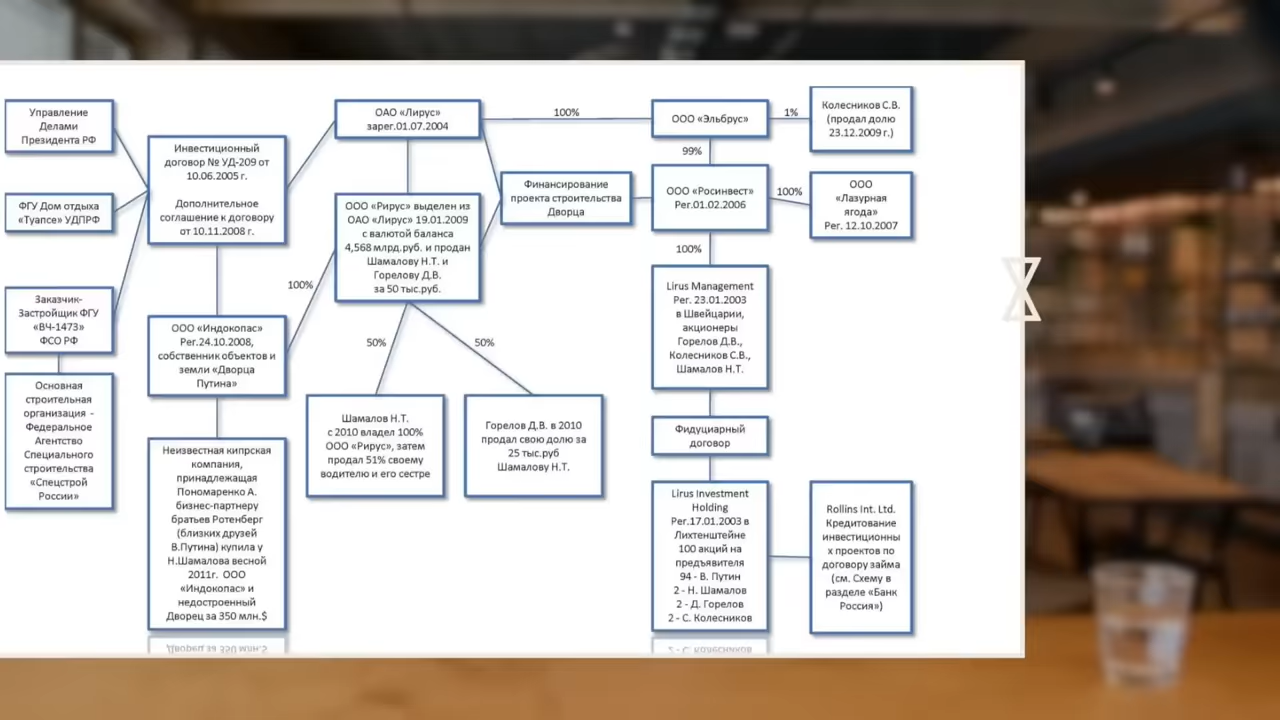 Управление
Делами
Президента РФ
ФГУ Дом отдыха
«Туапсе» УДПРФ
Заказчик-
Застройщик ФГУ
«ВЧ-1473»
ФСО РФ
Основная
строительная
организация -
Федеральное
Агентство
Специального
строительства
«Спецстрой
России»
Инвестиционный
договор № УД-209 от
10.06.2005 г.
Дополнительное
соглашение к договору
от 10.11.2008 г.
ООО «Индокопас»
Рег.24.10.2008,
собственник объектов и
земли «Дворца
Путина»
Неизвестная кипрская
компания,
принадлежащая
Пономаренко А.
бизнес-партнеру
братьев Ротенберг
(близких друзей
В.Путина) купила у
Н.Шамалова весной
2011г. ООО
«Индокопас» и
недостроенный
Дворец за 350 млн.$
100%
ОАО «Лирус»
зарег.01.07.2004
ООО «Рирус» выделен из
ОАО «Лирус» 19.01.2009
с валютой баланса
4,568 млрд.руб. и продан
Шамалову Н.Т. и
Горелову Д.В.
за 50 тыс.руб.
50%
50%
Шамалов Н.Т.
с 2010 владел 100%
ООО «Рирус», затем
продал 51% своему
водителю и его сестре
Горелов Д.В. в 2010
продал свою долю за
25 тыс.руб
Шамалову Н.Т.
100%
Финансирование
проекта строительства
Дворца
ООО «Эльбрус»
1%
Колесников С.В.
(продал долю
23.12.2009 г.)
99%
ООО «Росинвест»
Рег.01.02.2006
100%
ООО
«Лазурная
ягода»
Рег. 12.10.2007
100%
Lirus Management
Рег. 23.01.2003
в Швейцарии,
акционеры
Горелов Д.В.,
Колесников С.В.,
Шамалов Н.Т.
Фидуциарный
договор
Lirus Investment
Holding
Рег.17.01.2003 в
Лихтенштейне
100 акций на
предъявителя
94 - В. Путин
2 - Н. Шамалов
2 - Д. Горелов
2 - С. Колесников
Rollins Int. Ltd.
Кредитование
инвестиционны
х проектов по
договору займа
(см. Схему в
разделе «Банк
Россия»)